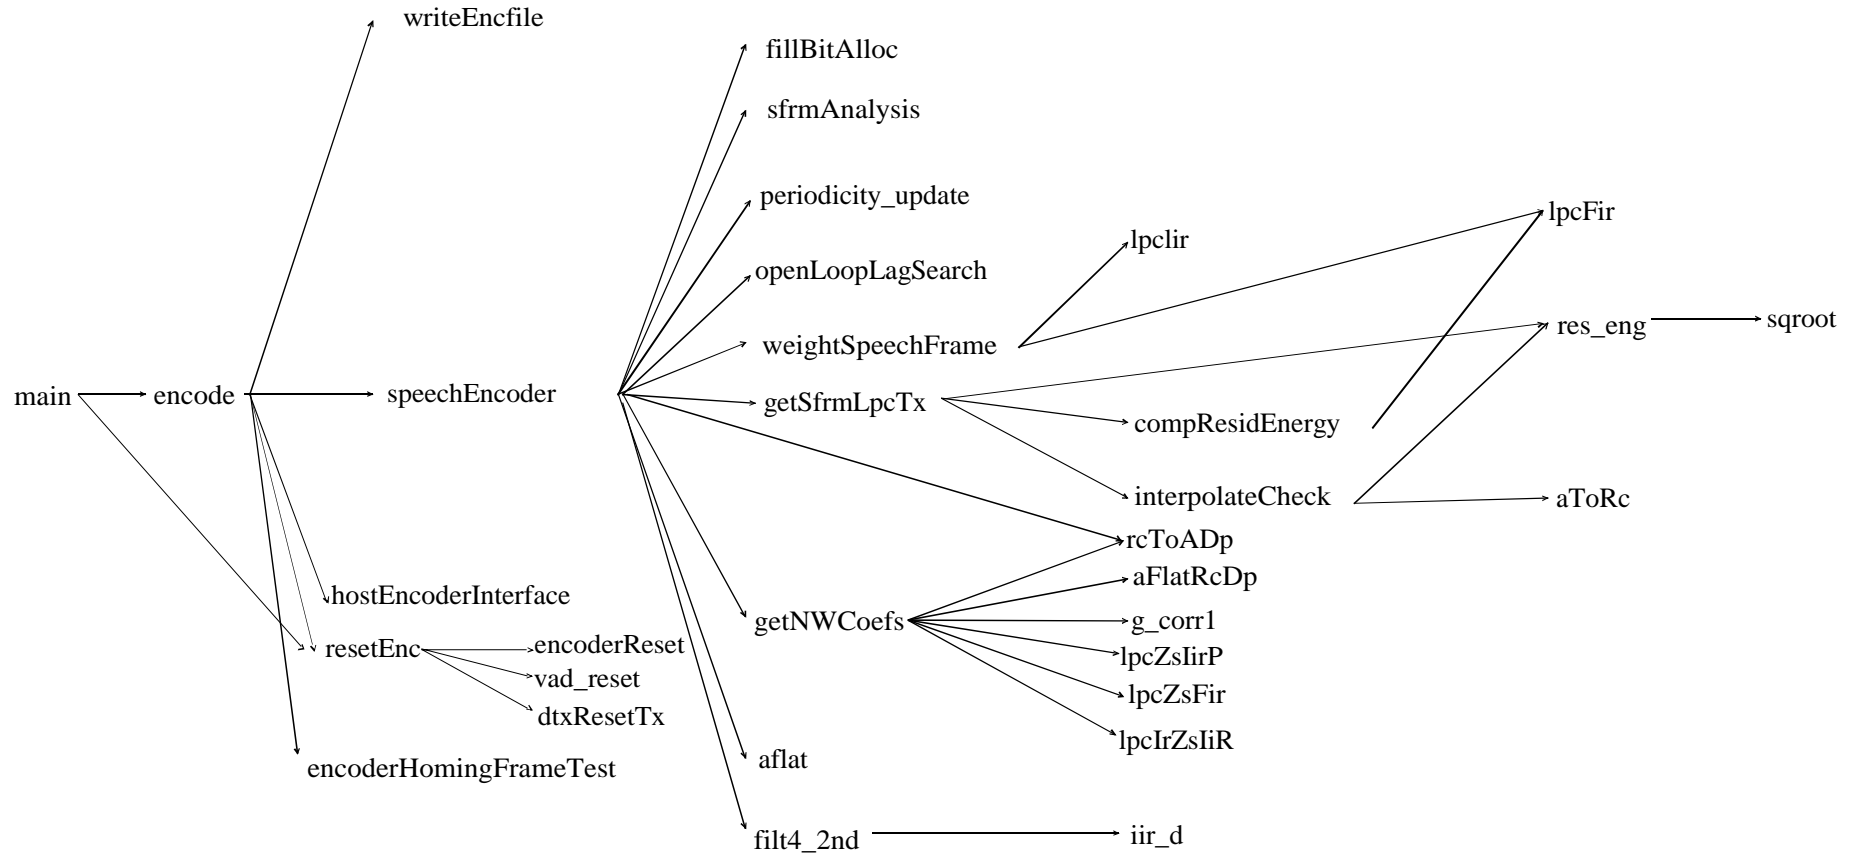 writeEncfile
fillBitAlloc
sfrmAnalysis
periodicity_update
lpcFir
lpclir
openLoopLagSearch
res_eng
sqroot
weightSpeechFrame
main
encode
speechEncoder
getSfrmLpcTx
compResidEnergy
interpolateCheck
aToRc
rcToADp
aFlatRcDp
hostEncoderInterface
getNWCoefs
g_corr1
resetEnc
encoderReset
lpcZsIirP
vad_reset
lpcZsFir
dtxResetTx
lpcIrZsIiR
encoderHomingFrameTest
aflat
filt4_2nd
iir_d